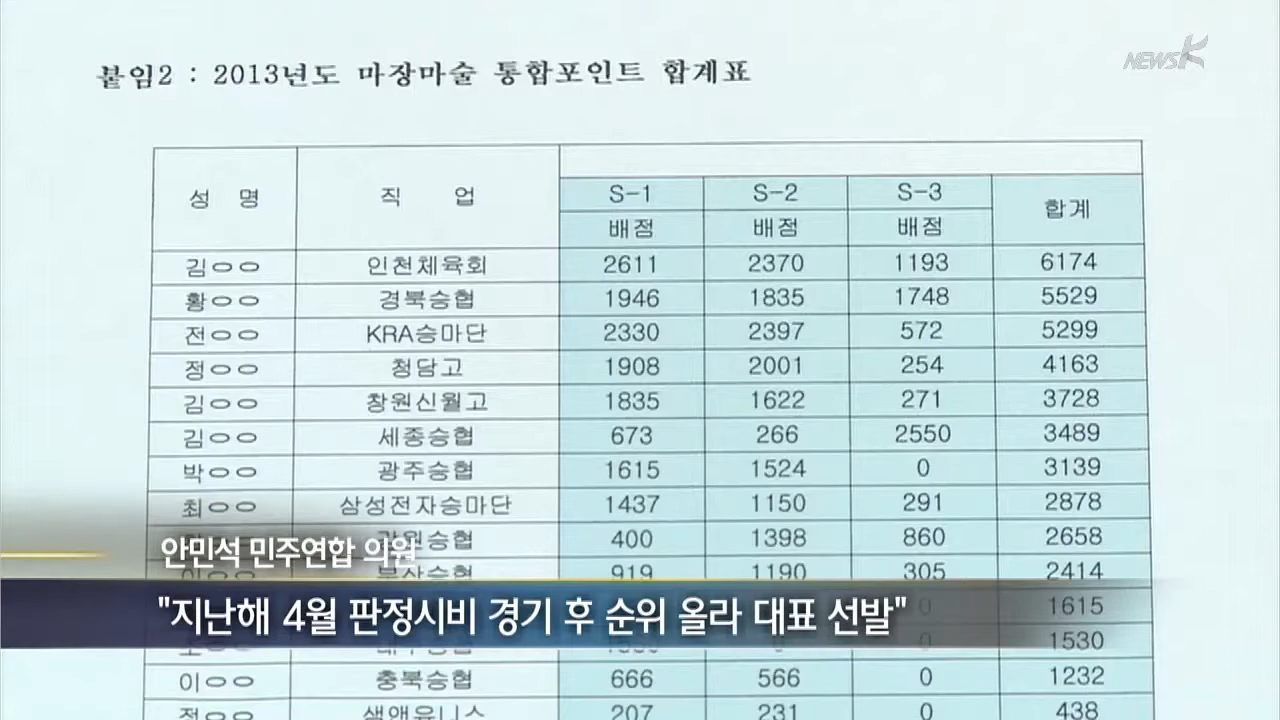 NEWS K
붙임2 : 2013년도 마장마술 통합포인트 합계표
성 명 직 업 S-1 S-2 S-3 합계
배점 배점 배점
김○○ 인천체육회 2611 2370 1193 6174
황○○ 경북승협 1946 1835 1748 5529
전○○ KRA승마단 2330 2397 572 5299
정○○ 청담고 1908 2001 254 4163
김○○ 창원신월고 1835 1622 271 3728
김○○ 세종승협 673 266 2550 3489
박○○ 광주승협 1615 1524 0 3139
최○○ 삼성전자승마단 1437 1150 291 2878
400 1398 860 2658
919 1190 305 2414
0 1615
1530
이○○ 충북승협 666 566 0 1232
207 231 0 438
안민석 민주연합 의원
"지난해 4월 판정시비 경기 후 순위 올라 대표 선발"